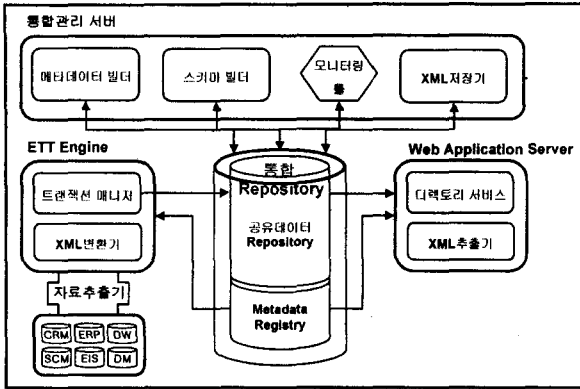 통합관리 서버
메타데이터 빌더
스키마 빌더
모니터링
툴
XML저장기
ETT Engine
트랜잭션 매니저
XML변환기
자료추출기
CRM ERP DW
SCM EIS DM
통합
Repository
공유데이터
Repository
Metadata
Registry
Web Application Server
디렉토리 서비스
XML추출기